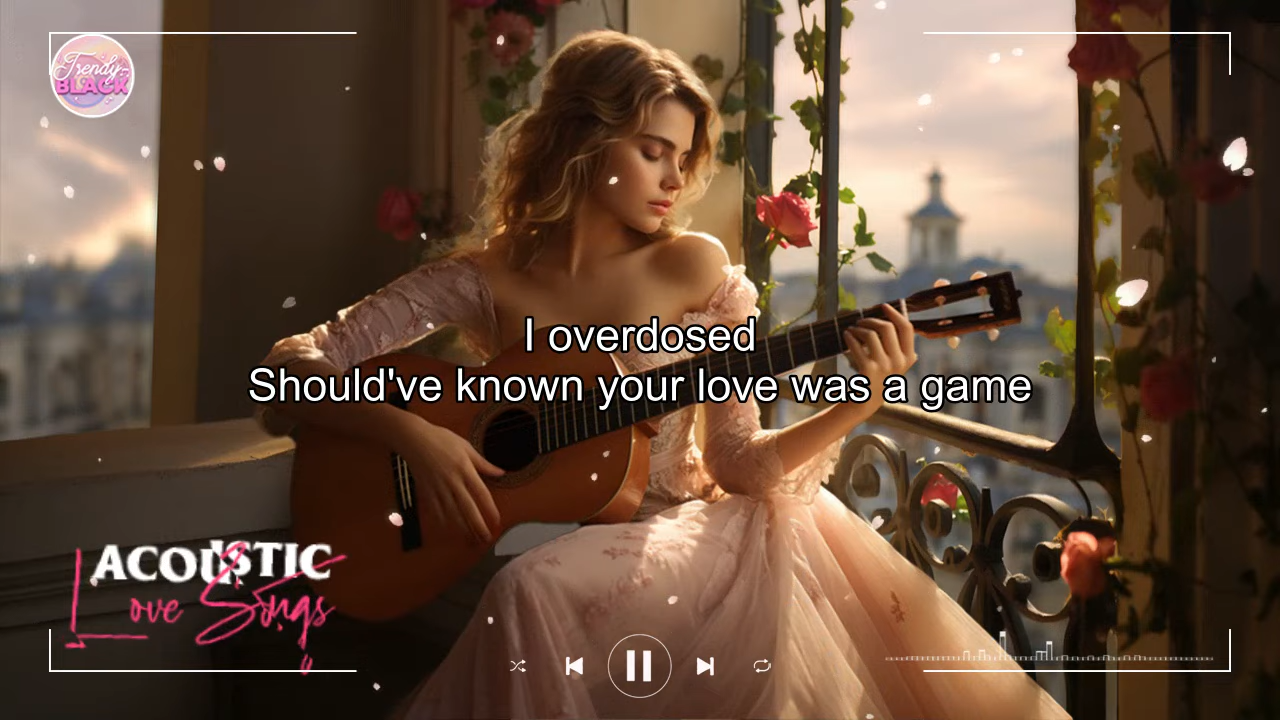 Trendy
BLACK
I overdosed
Should've known your love was a game
ACOUSTIC
Love Songs